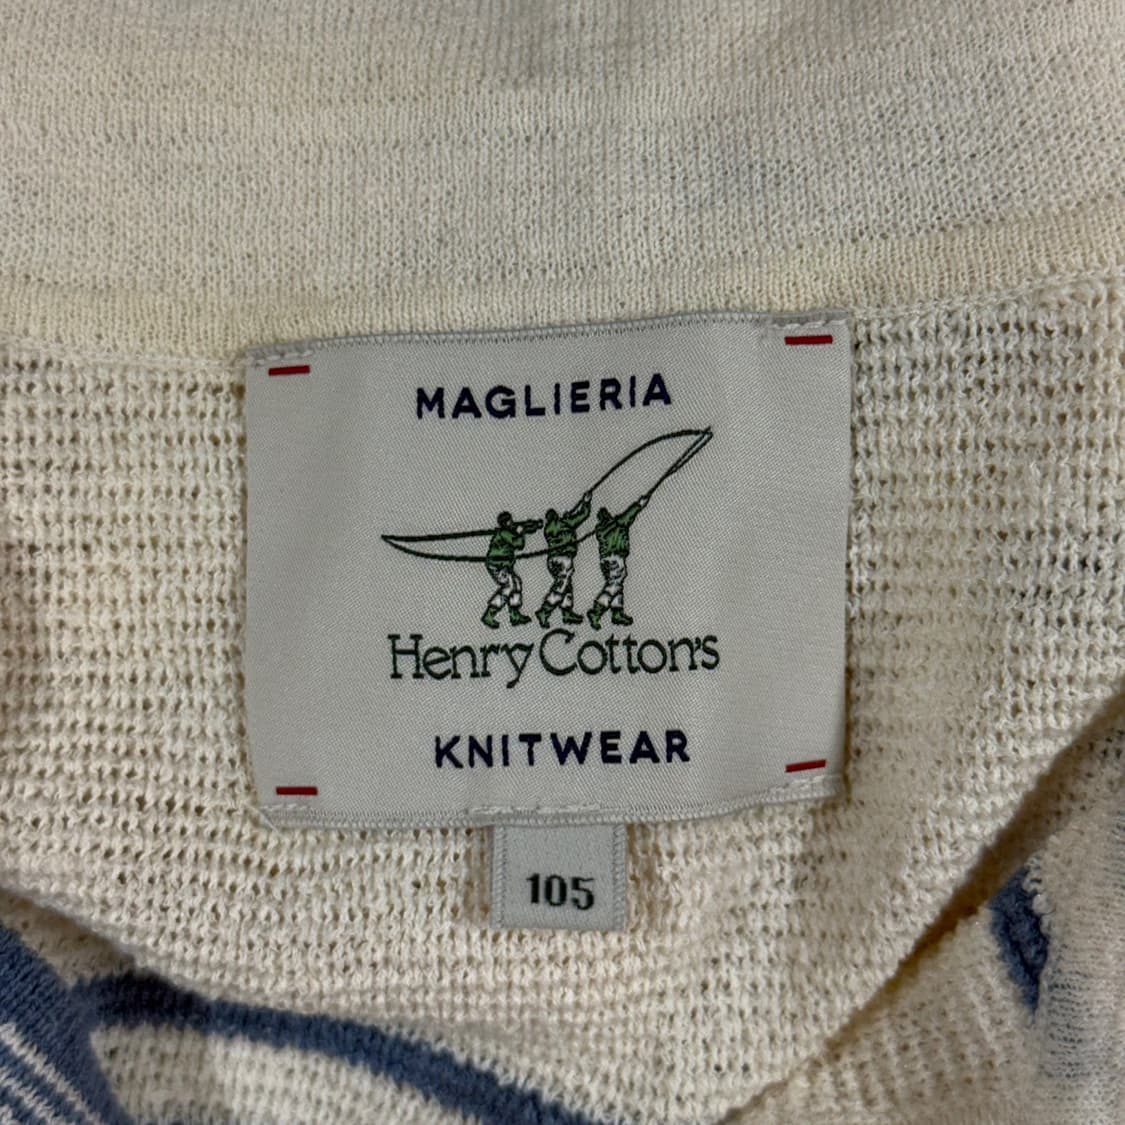 MAGLIERIA
Henry Cotton's
KNITWEAR
105